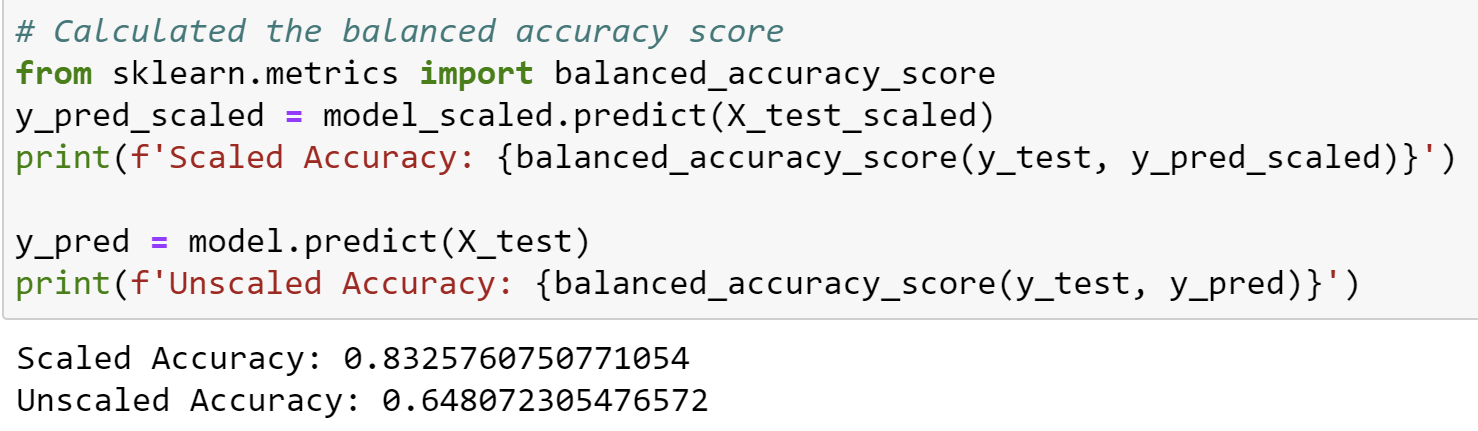 # Calculated the balanced accuracy score
from sklearn.metrics import balanced_accuracy_score
y_pred_scaled = model_scaled.predict(X_test_scaled)
print(f'Scaled Accuracy: {balanced_accuracy_score(y_test, y_pred_scaled)}')
y_pred = model.predict(X_test)
print(f'Unscaled Accuracy: {balanced_accuracy_score(y_test, y_pred)}')
Scaled Accuracy: 0.8325760750771054
Unscaled Accuracy: 0.648072305476572